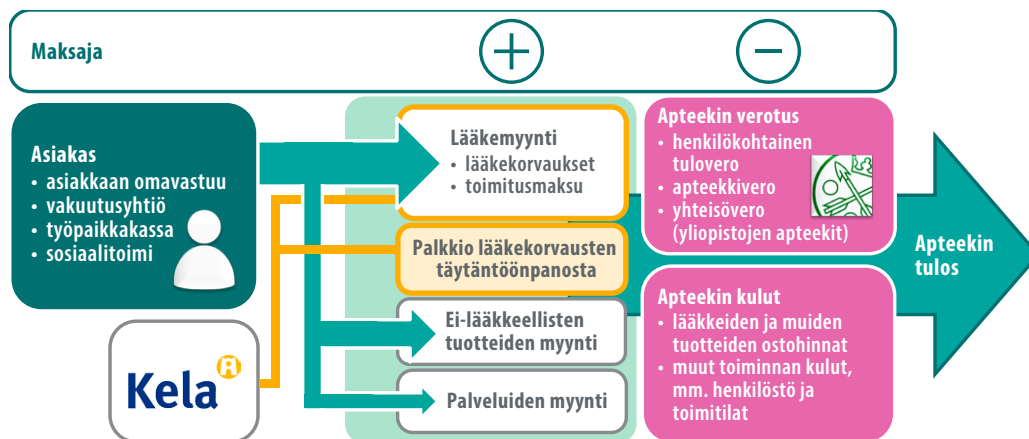 Maksaja
+
−
Asiakas
• asiakkaan omavastuu
• vakuutusyhtiö
• työpaikkakassa
• sosiaalitoimi
Kela
Lääkemyynti
• lääkekorvaukset
• toimitusmaksu
Palkkio lääkekorvausten
täytäntöönpanosta
Ei-lääkkeellisten
tuotteiden myynti
Palveluiden myynti
Apteekin verotus
• henkilökohtainen
tulovero
• apteekkivero
• yhteisövero
(yliopistojen apteekit)
Apteekin kulut
• lääkkeiden ja muiden
tuotteiden ostohinnat
• muut toiminnan kulut,
mm. henkilöstö ja
toimitilat
Apteekin
tulos